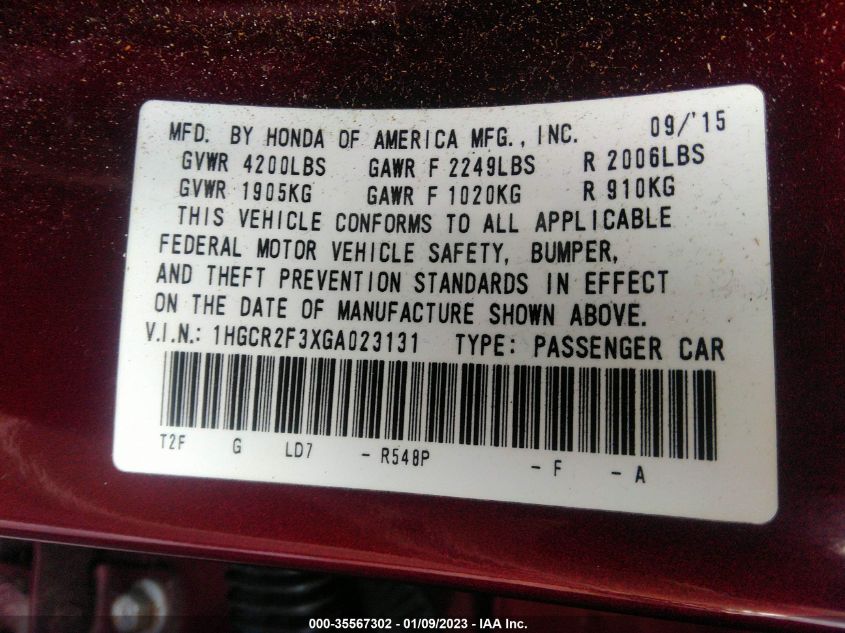 MFD. BY HONDA OF AMERICA MFG., INC. 09/'15
GVWR 4200LBS GAWR F 2249LBS R 2006LBS
GVWR 1905KG GAWR F 1020KG R 910KG
THIS VEHICLE CONFORMS TO ALL APPLICABLE
FEDERAL MOTOR VEHICLE SAFETY, BUMPER,
AND THEFT PREVENTION STANDARDS IN EFFECT
ON THE DATE OF MANUFACTURE SHOWN ABOVE.
V.I.N.: 1HGCR2F3XGA023131 TYPE: PASSENGER CAR
T2F G LD7 - R548P - F - A
000-35567302 - 01/09/2023 - IAA Inc.